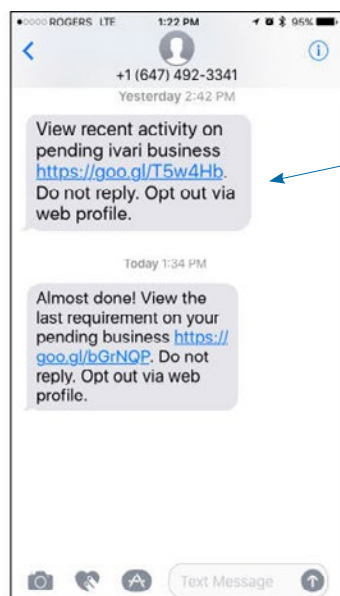 ROGERS LTE 1:22 PM 95%
+1 (647) 492-3341
Yesterday 2:42 PM
View recent activity on
pending ivari business
https://goo.gl/T5w4Hb.
Do not reply. Opt out via
web profile.
Today 1:34 PM
Almost done! View the
last requirement on your
pending business https://
goo.gl/bGrNQP. Do not
reply. Opt out via web
profile.
Text Message